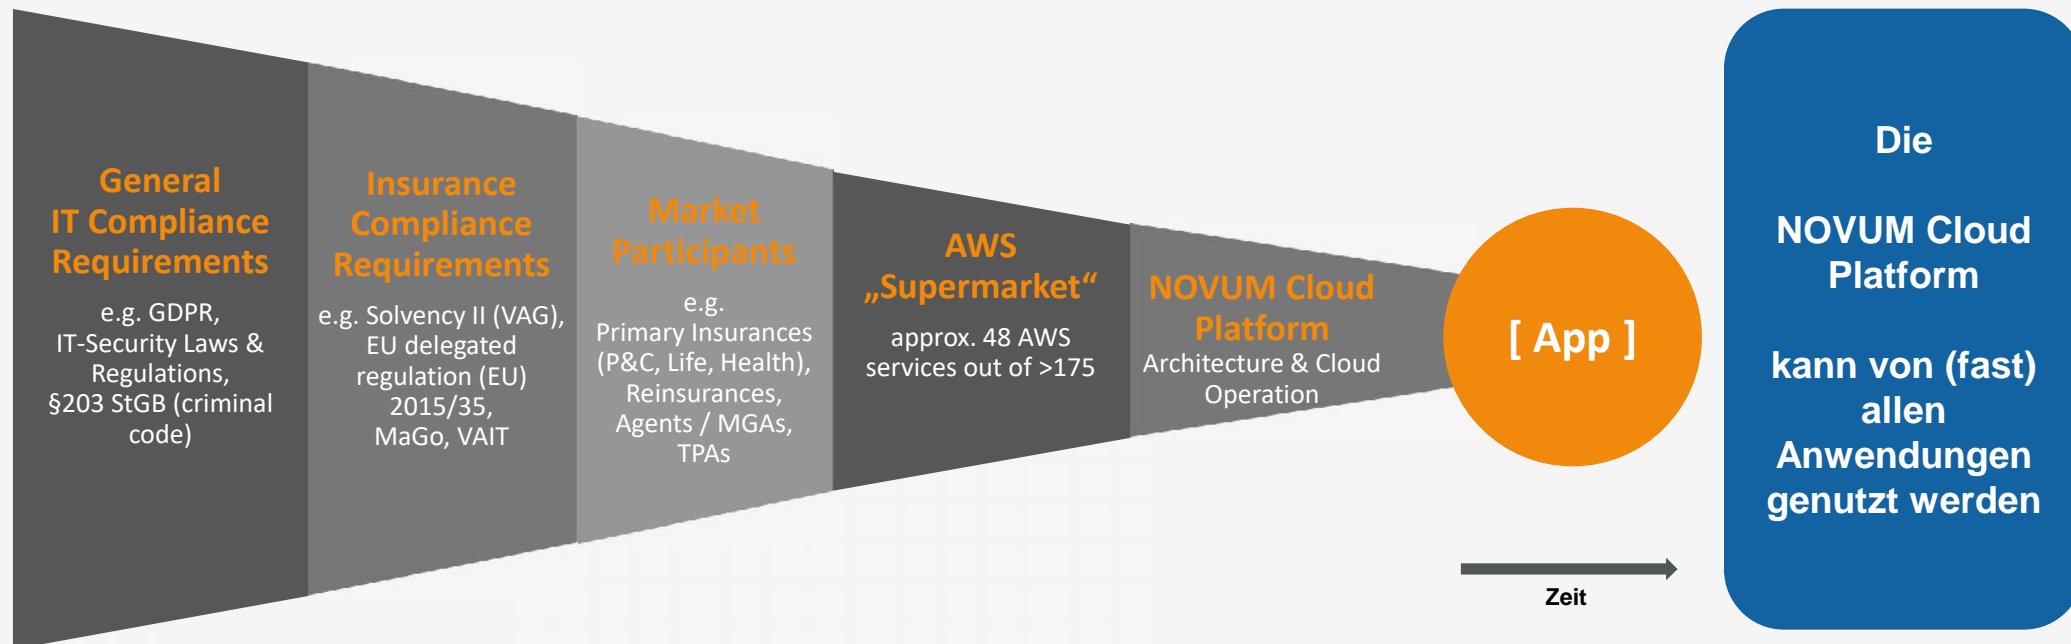 General
IT Compliance
Requirements
e.g. GDPR,
IT-Security Laws &
Regulations,
§203 StGB (criminal
code)
Insurance
Compliance
Requirements
e.g. Solvency II (VAG),
EU delegated
regulation (EU)
2015/35,
MaGo, VAIT
Market
Participants
e.g.
Primary Insurances
(P&C, Life, Health),
Reinsurances,
Agents / MGAs,
TPAs
AWS
„Supermarket“
approx. 48 AWS
services out of >175
NOVUM Cloud
Platform
Architecture & Cloud
Operation
[ App ]
Zeit
Die
NOVUM Cloud
Platform
kann von (fast)
allen
Anwendungen
genutzt werden